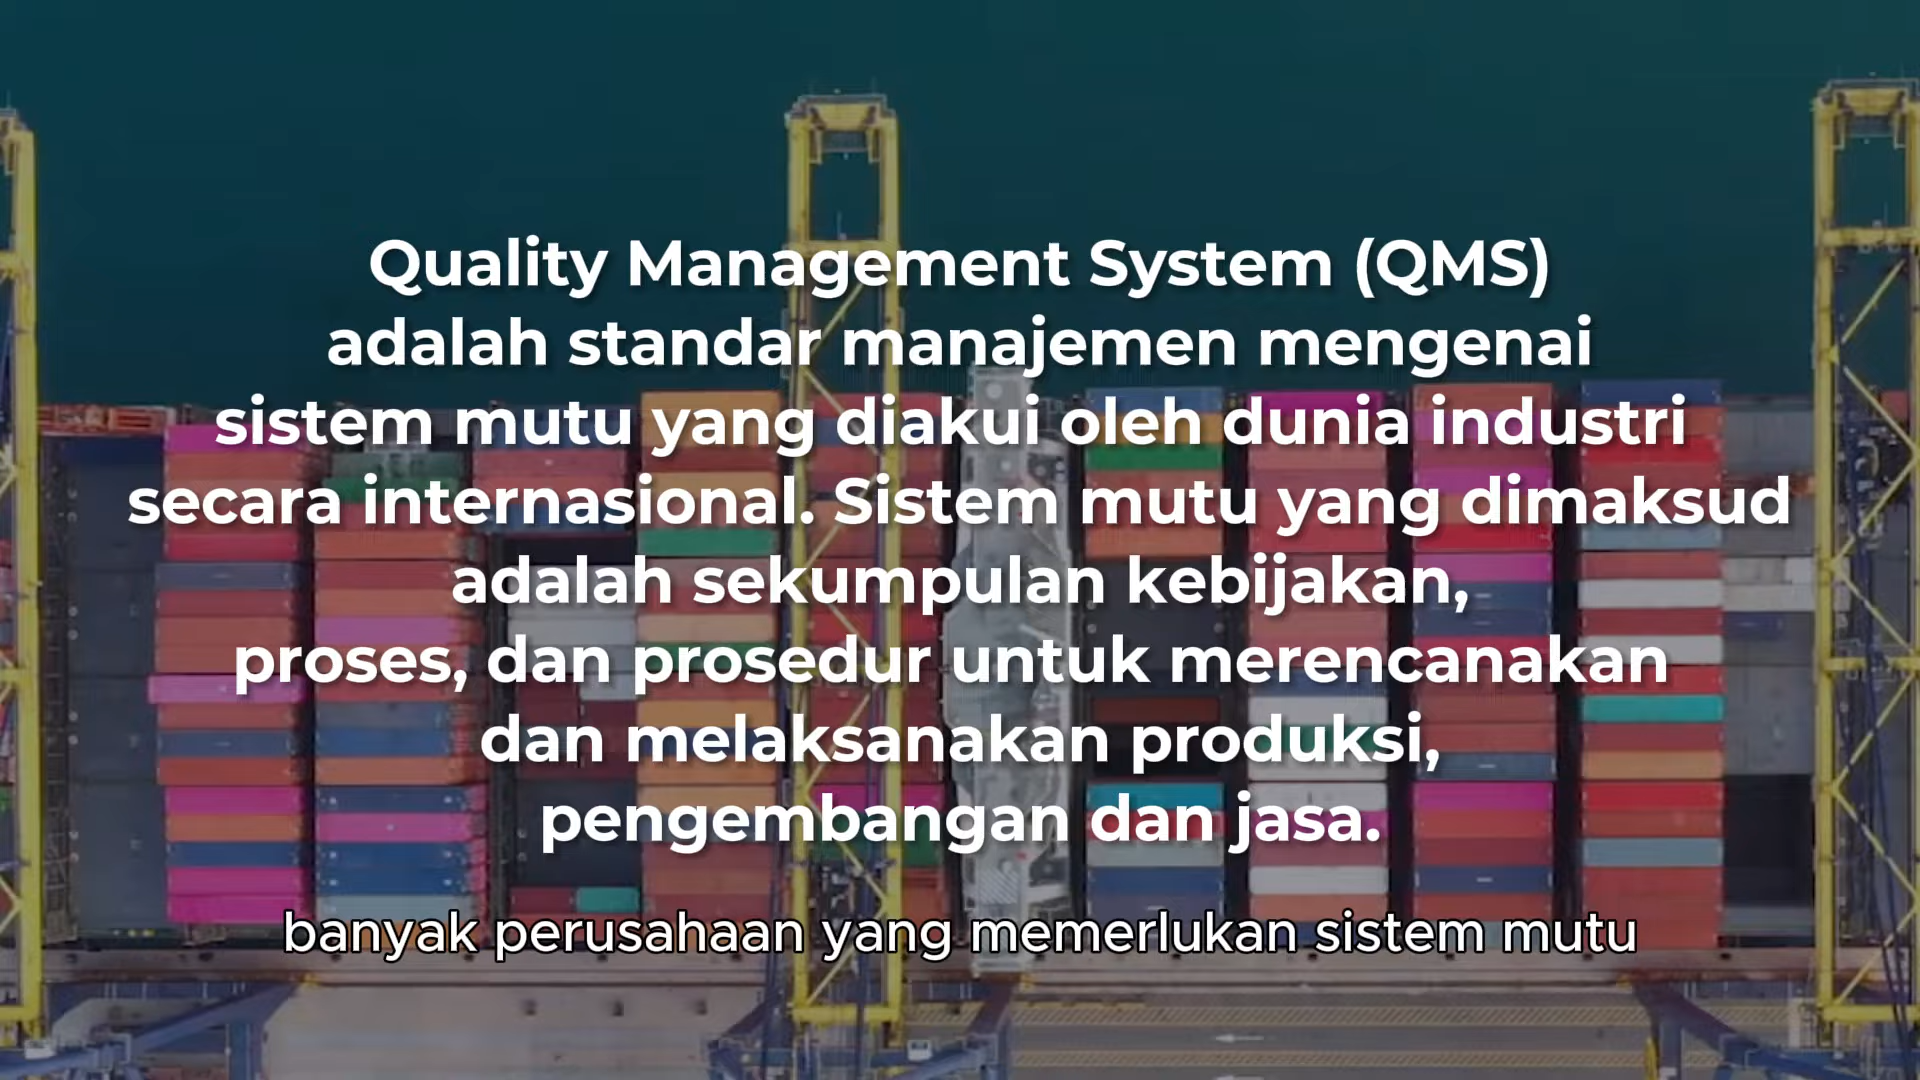 Quality Management System (QMS)
adalah standar manajemen mengenai
sistem mutu yang diakui oleh dunia industri
secara internasional. Sistem mutu yang dimaksud
adalah sekumpulan kebijakan,
proses, dan prosedur untuk merencanakan
dan melaksanakan produksi,
pengembangan dan jasa.
banyak perusahaan yang memerlukan sistem mutu